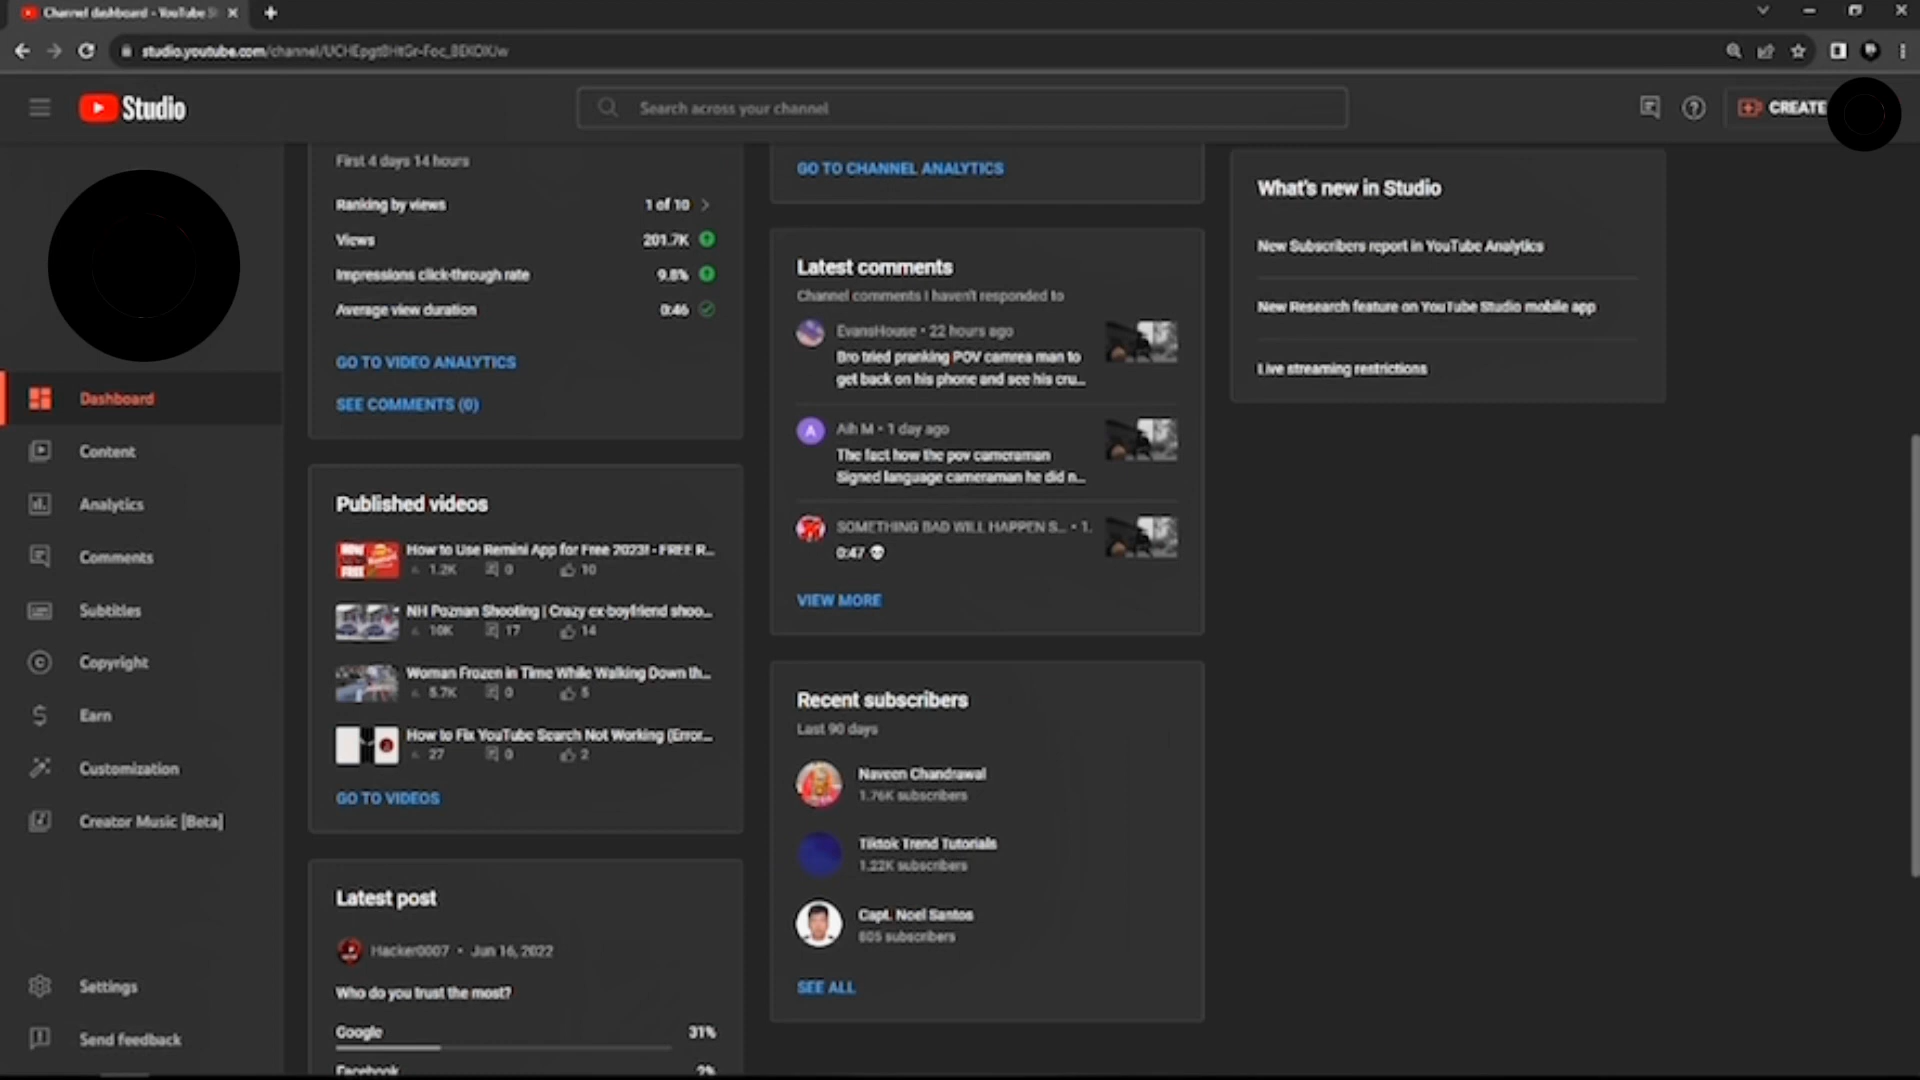 Channel dashboard - YouTube S
studio.youtube.com/channel/
Studio
Search across your channel
CREATE
Dashboard
Content
Analytics
Comments
Subtitles
Copyright
Earn
Customization
Creator Music [Beta]
Settings
Send feedback
First 4 days 14 hours
Ranking by views 1 of 10
Views 201.7K
Impressions click-through rate 9.8%
Average view duration 0:46
GO TO VIDEO ANALYTICS
SEE COMMENTS (0)
Published videos
How to Use Remini App for Free 2023! - FREE R...
1.2K 0 10
NH Poznan Shooting | Crazy ex-boyfriend shoo...
10K 17 14
Woman Frozen in Time While Walking Down th...
5.7K 0 5
How to Fix YouTube Search Not Working (Error...
27 0 2
GO TO VIDEOS
Latest post
Hacker0007 • Jun 16, 2022
Who do you trust the most?
Google 31%
Facebook 2%
GO TO CHANNEL ANALYTICS
Latest comments
Channel comments I haven't responded to
EvansHouse • 22 hours ago
Bro tried pranking POV camrea man to
get back on his phone and see his cru...
A
Aih M • 1 day ago
The fact how the pov cameraman
Signed language cameraman he did n...
SOMETHING BAD WILL HAPPEN S... • 1.
0:47 💀
VIEW MORE
Recent subscribers
Last 90 days
Naveen Chandrawal
1.76K subscribers
Tiktok Trend Tutorials
1.22K subscribers
Capt. Noel Santos
805 subscribers
SEE ALL
What's new in Studio
New Subscribers report in YouTube Analytics
New Research feature on YouTube Studio mobile app
Live streaming restrictions